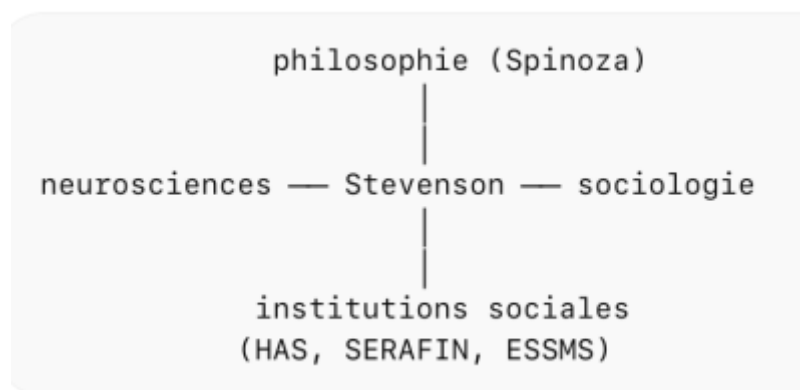 philosophie (Spinoza)
neurosciences —— Stevenson —— sociologie
institutions sociales
(HAS, SERAFIN, ESSMS)